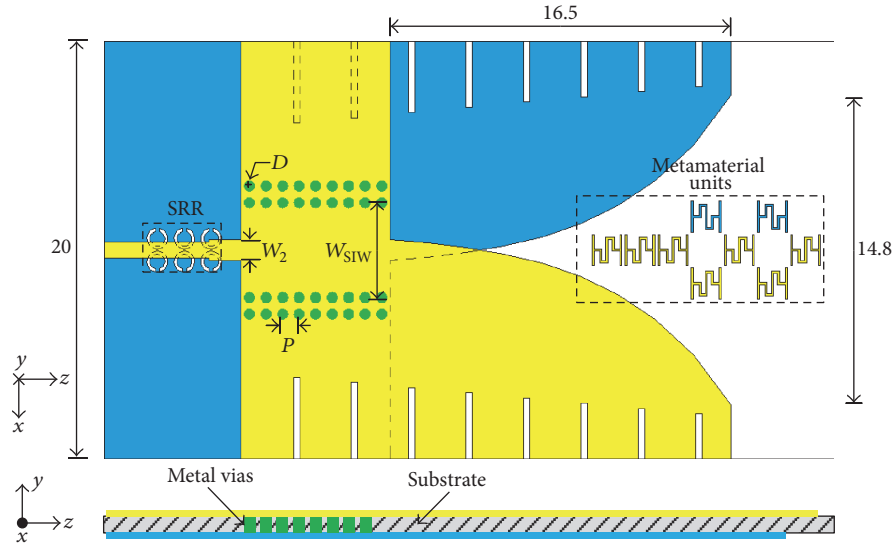 16.5
D
Metamaterial
units
SRR
20
W2
WSIW
14.8
P
y
z
x
Metal vias
Substrate
y
z
x